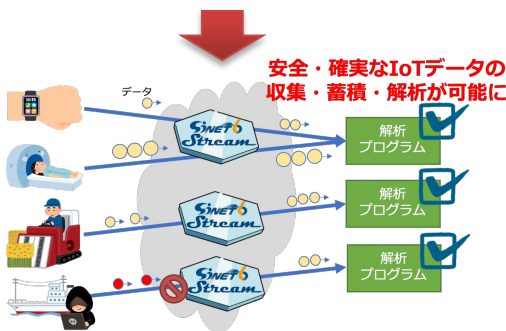 安全・確実なIoTデータの
収集・蓄積・解析が可能に
データ
SINET6
Stream
解析
プログラム
SINET6
Stream
解析
プログラム
SINET6
Stream
解析
プログラム